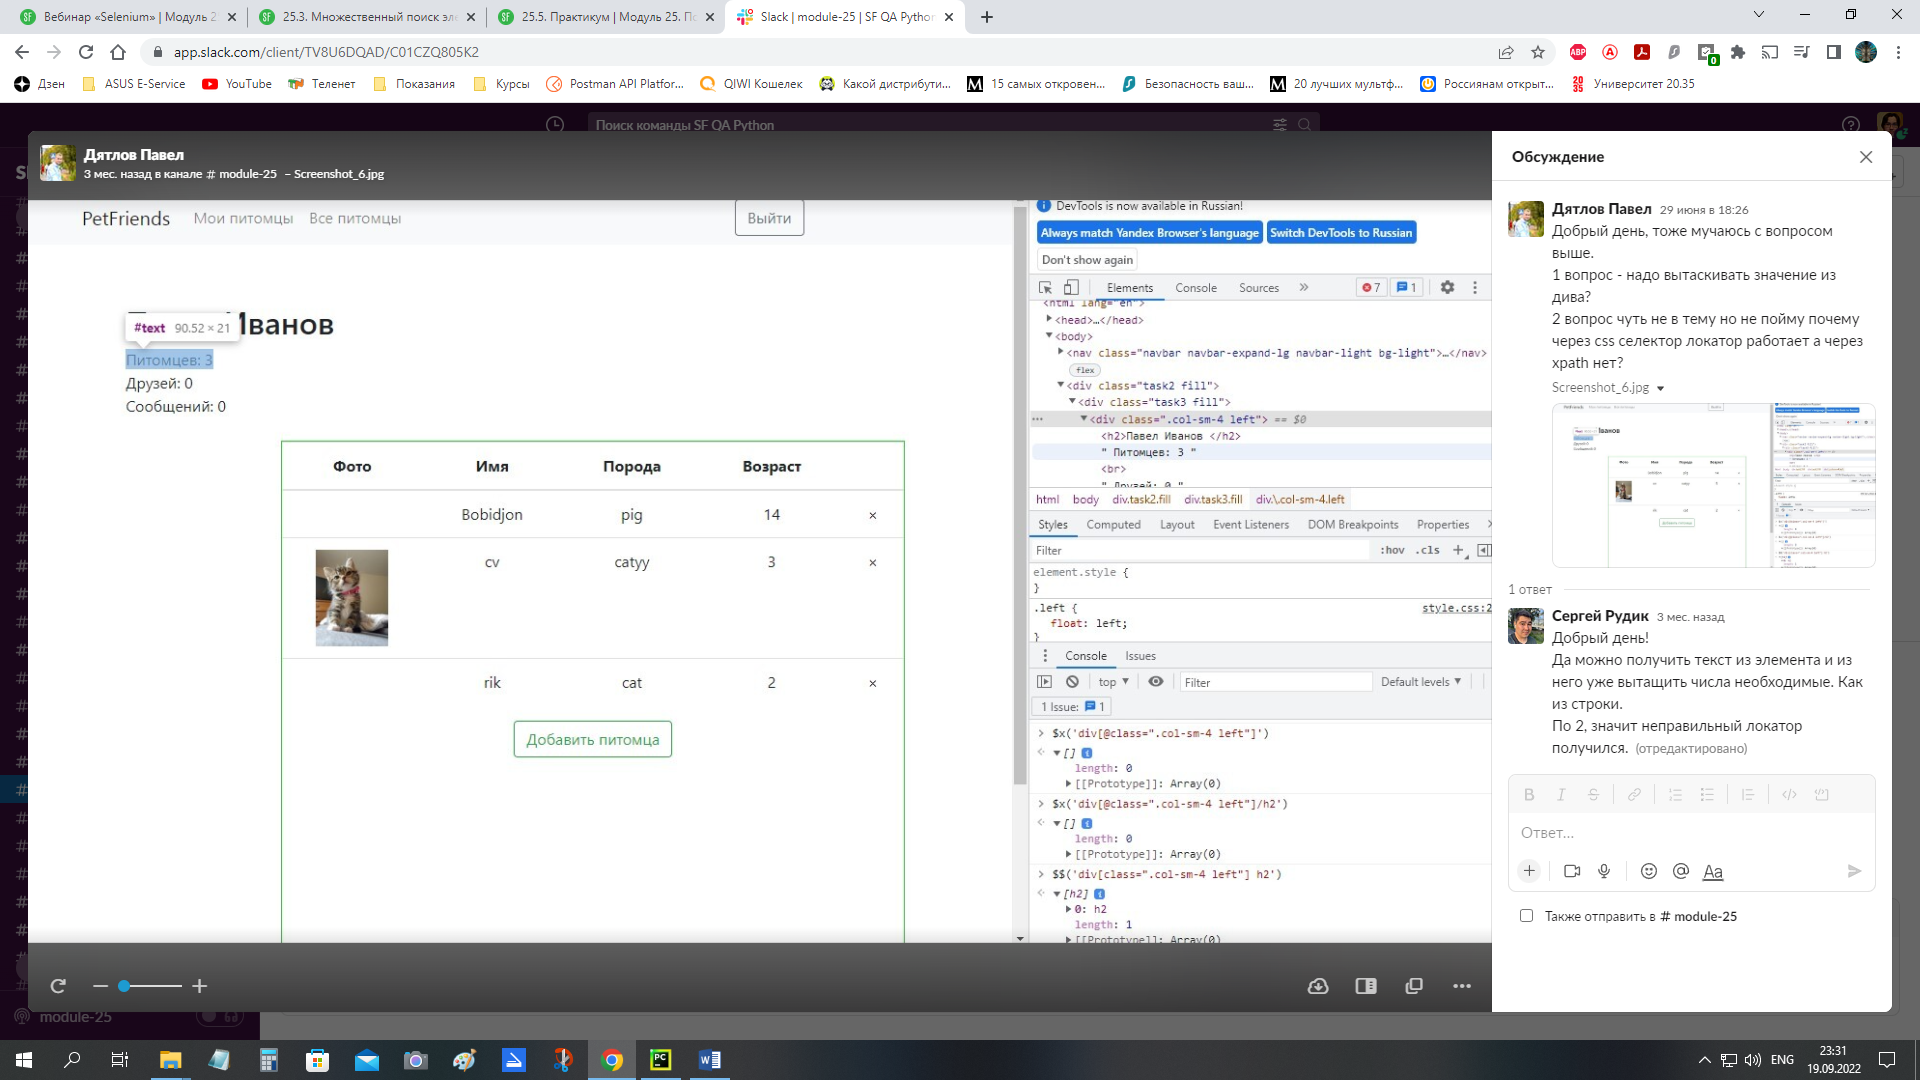 Вебинар «Selenium» | Модуль 2
25.3. Множественный поиск эле
25.5. Практикум | Модуль 25. По
Slack | module-25 | SF QA Python
app.slack.com/client/TV8U6DQAD/C01CZQ805K2
Дзен
ASUS E-Service
YouTube
Теленет
Показания
Курсы
Postman API Platfor...
QIWI Кошелек
Какой дистрибути...
15 самых откровен...
Безопасность ваш...
20 лучших мультф...
Россиянам открыт...
Университет 20.35
Поиск команды SF QA Python
Дятлов Павел
3 мес. назад в канале # module-25 – Screenshot_6.jpg
PetFriends
Мои питомцы
Все питомцы
Выйти
Иванов
#text 90.52 × 21
Питомцев: 3
Друзей: 0
Сообщений: 0
Фото Имя Порода Возраст
Bobidjon pig 14 ×
cv catyy 3 ×
rik cat 2 ×
Добавить питомца
DevTools is now available in Russian!
Always match Yandex Browser's language
Switch DevTools to Russian
Don't show again
Elements Console Sources » 7 1
<html lang="en">
<head>…</head>
<body>
<nav class="navbar navbar-expand-lg navbar-light bg-light">…</nav>
flex
<div class="task2 fill">
<div class="task3 fill">
<div class=".col-sm-4 left"> == $0
<h2>Павел Иванов </h2>
" Питомцев: 3 "
<br>
" Друзей: 0 "
html body div.task2.fill div.task3.fill div.\.col-sm-4.left
Styles Computed Layout Event Listeners DOM Breakpoints Properties
Filter :hov .cls +
element.style {
}
.left { style.css:2
float: left;
}
Console Issues
top Filter Default levels
1 Issue: 1
$x('div[@class=".col-sm-4 left"]')
[]
length: 0
[[Prototype]]: Array(0)
$x('div[@class=".col-sm-4 left"]/h2')
[]
length: 0
[[Prototype]]: Array(0)
$$('div[class=".col-sm-4 left"] h2')
[h2]
0: h2
length: 1
[[Prototype]]: Array(0)
Обсуждение
Дятлов Павел 29 июня в 18:26
Добрый день, тоже мучаюсь с вопросом
выше.
1 вопрос - надо вытаскивать значение из
дива?
2 вопрос чуть не в тему но не пойму почему
через css селектор локатор работает а через
xpath нет?
Screenshot_6.jpg
1 ответ
Сергей Рудик 3 мес. назад
Добрый день!
Да можно получить текст из элемента и из
него уже вытащить числа необходимые. Как
из строки.
По 2, значит неправильный локатор
получился. (отредактировано)
Ответ...
Также отправить в # module-25
module-25
ENG
23:31
19.09.2022